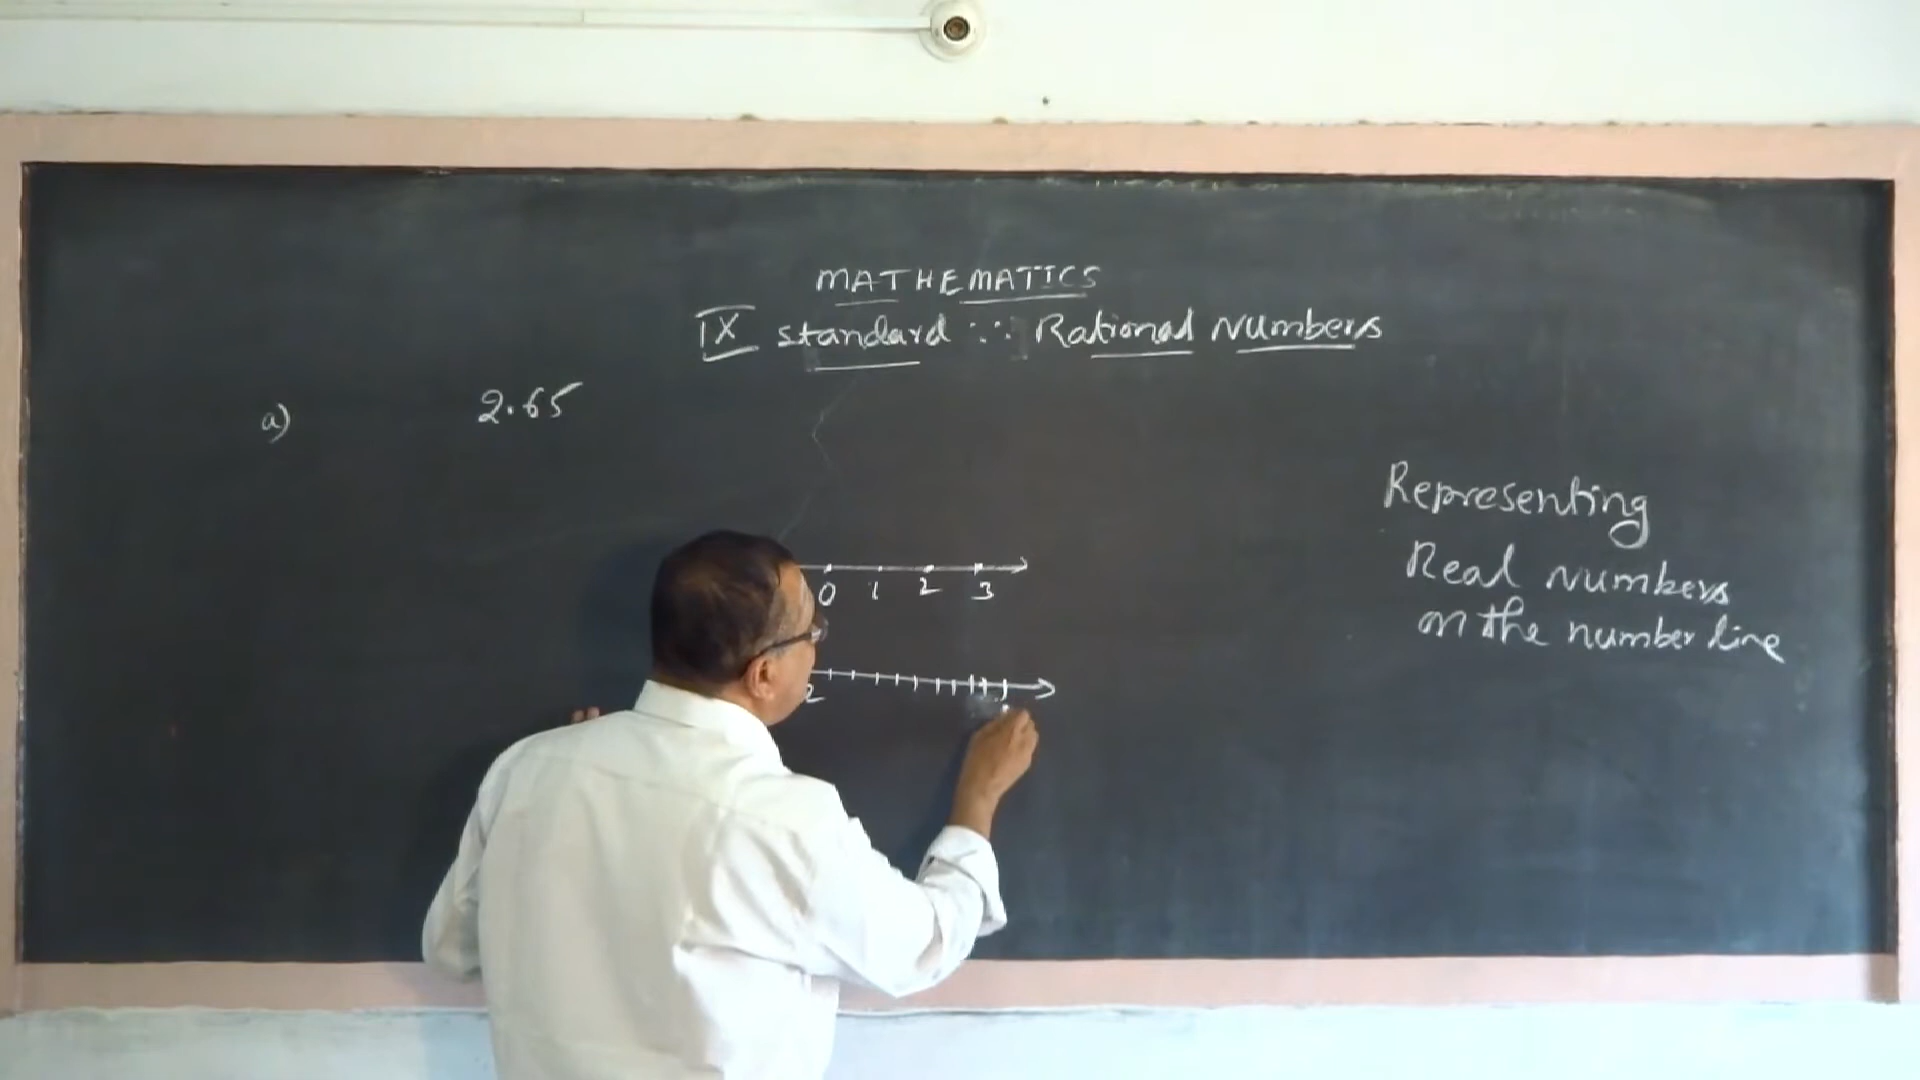 MATHEMATICS
IX standard ∴ Rational Numbers
a) 2.65
Representing
Real numbers
on the number line
0 1 2 3
2